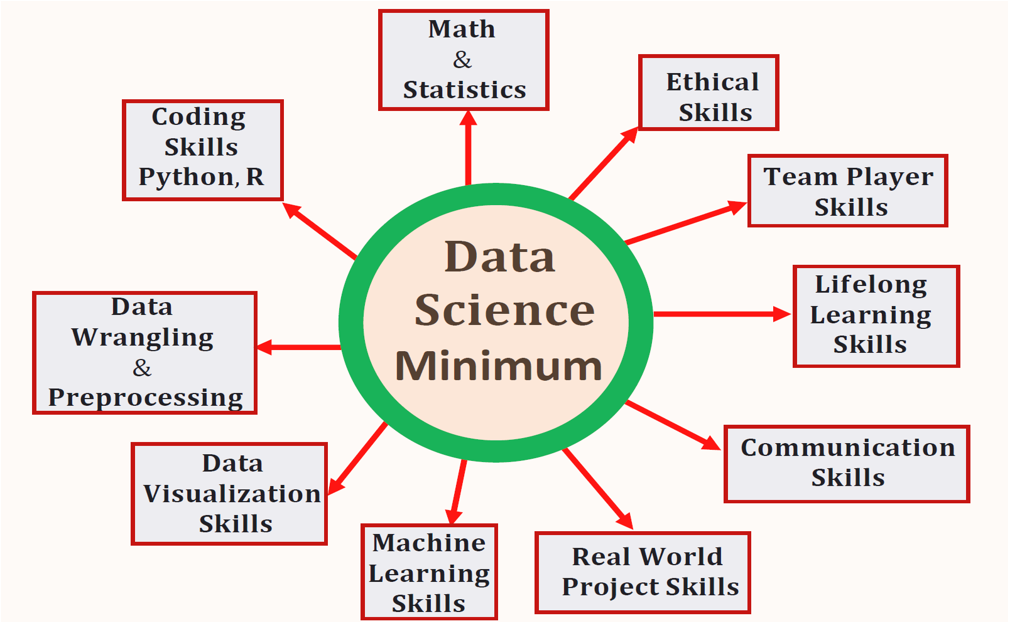 Math
&
Statistics
Ethical
Skills
Coding
Skills
Python, R
Team Player
Skills
Data
Science
Minimum
Lifelong
Learning
Skills
Data
Wrangling
&
Preprocessing
Communication
Skills
Data
Visualization
Skills
Machine
Learning
Skills
Real World
Project Skills